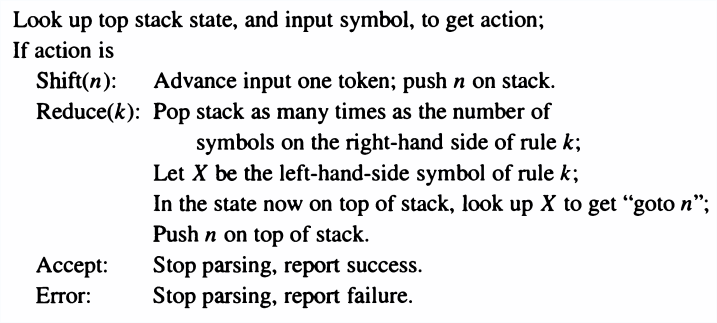 Look up top stack state, and input symbol, to get action;
If action is
Shift(n): Advance input one token; push n on stack.
Reduce(k): Pop stack as many times as the number of
symbols on the right-hand side of rule k;
Let X be the left-hand-side symbol of rule k;
In the state now on top of stack, look up X to get “goto n”;
Push n on top of stack.
Accept: Stop parsing, report success.
Error: Stop parsing, report failure.